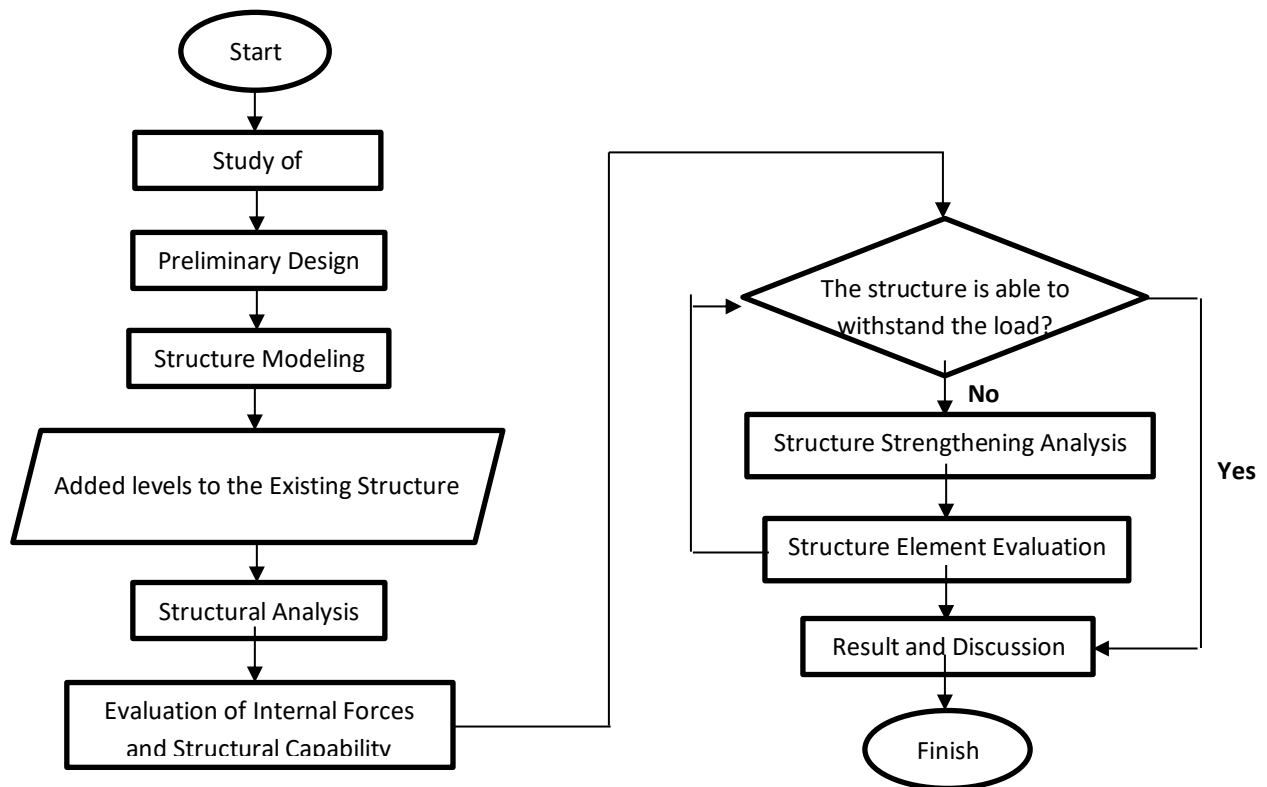 Start
Study of
Preliminary Design
Structure Modeling
Added levels to the Existing Structure
Structural Analysis
Evaluation of Internal Forces
and Structural Capability
The structure is able to
withstand the load?
No
Structure Strengthening Analysis
Yes
Structure Element Evaluation
Result and Discussion
Finish